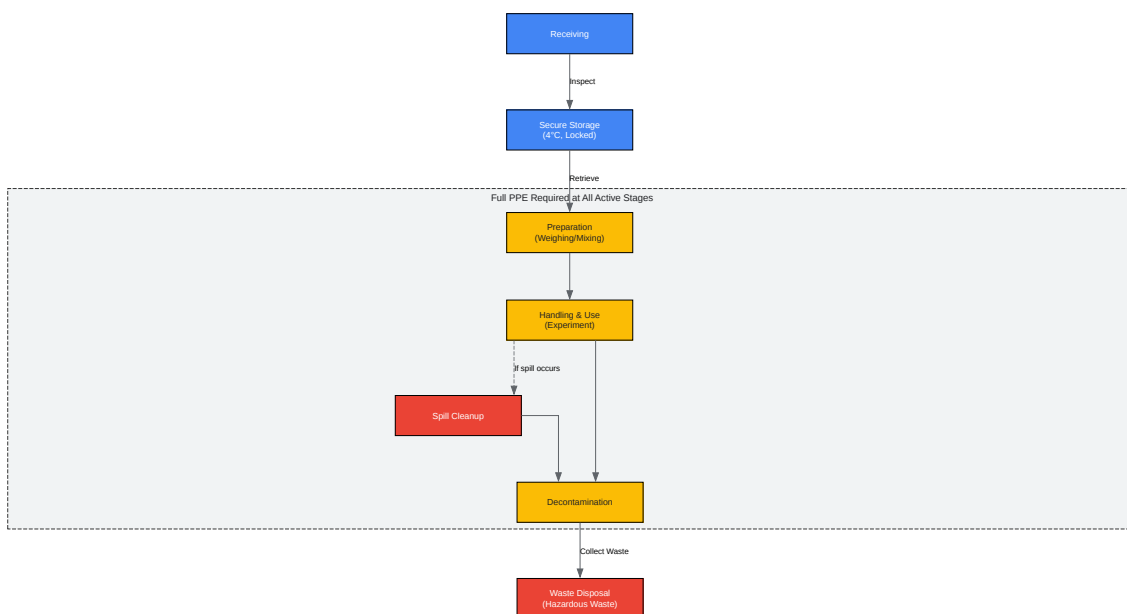 Receiving
Inspect
Secure Storage
(4°C, Locked)
Retrieve
Full PPE Required at All Active Stages
Preparation
(Weighing/Mixing)
Handling & Use
(Experiment)
If spill occurs
Spill Cleanup
Decontamination
Collect Waste
Waste Disposal
(Hazardous Waste)